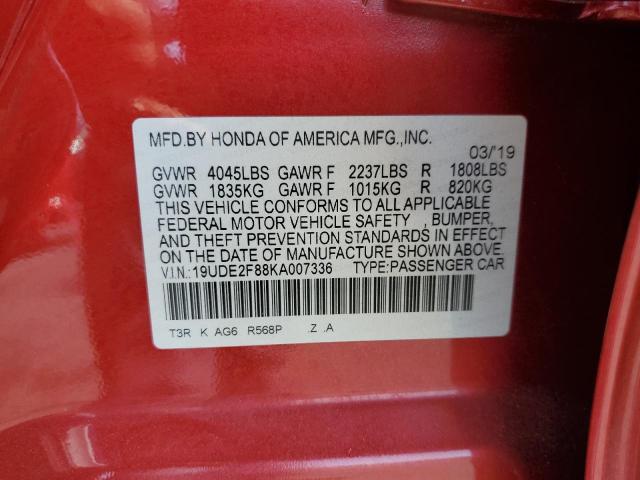 MFD.BY HONDA OF AMERICA MFG.,INC.
03/'19
GVWR 4045LBS GAWR F 2237LBS R 1808LBS
GVWR 1835KG GAWR F 1015KG R 820KG
THIS VEHICLE CONFORMS TO ALL APPLICABLE
FEDERAL MOTOR VEHICLE SAFETY , BUMPER,
AND THEFT PREVENTION STANDARDS IN EFFECT
ON THE DATE OF MANUFACTURE SHOWN ABOVE.
V.I.N.:19UDE2F88KA007336 TYPE:PASSENGER CAR
T3R K AG6 R568P .Z .A